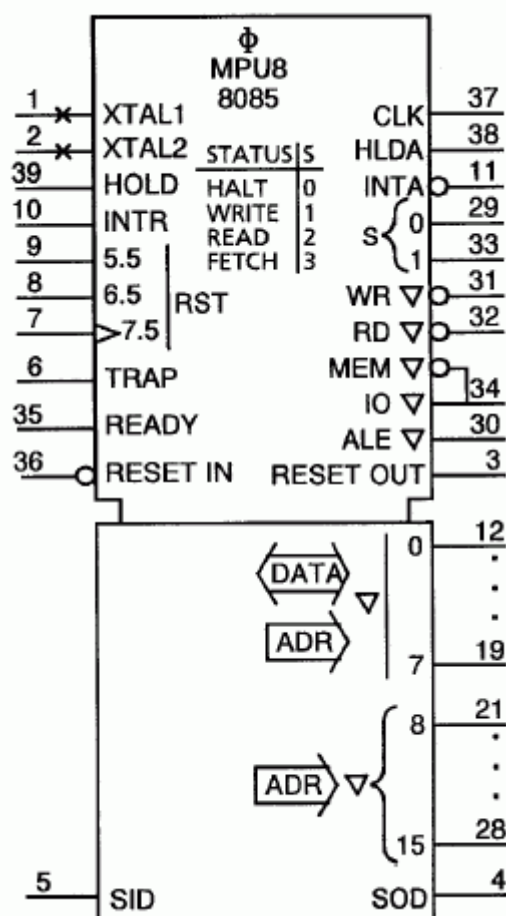 Φ
MPU8
8085
1 XTAL1 CLK 37
2 XTAL2 STATUS S HLDA 38
39 HOLD HALT 0 INTA 11
10 INTR WRITE 1 S 0 29
9 5.5 READ 2 1 33
8 6.5 RST FETCH 3 WR 31
7 7.5 RD 32
6 TRAP MEM
IO 34
35 READY ALE 30
36 RESET IN RESET OUT 3
0 12
DATA
ADR
7 19
8 21
ADR
15 28
5 SID SOD 4